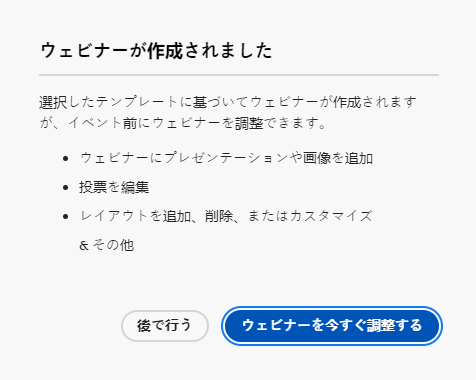 ウェビナーが作成されました
選択したテンプレートに基づいてウェビナーが作成されます
が、イベント前にウェビナーを調整できます。
• ウェビナーにプレゼンテーションや画像を追加
• 投票を編集
• レイアウトを追加、削除、またはカスタマイズ
& その他
後で行う
ウェビナーを今すぐ調整する